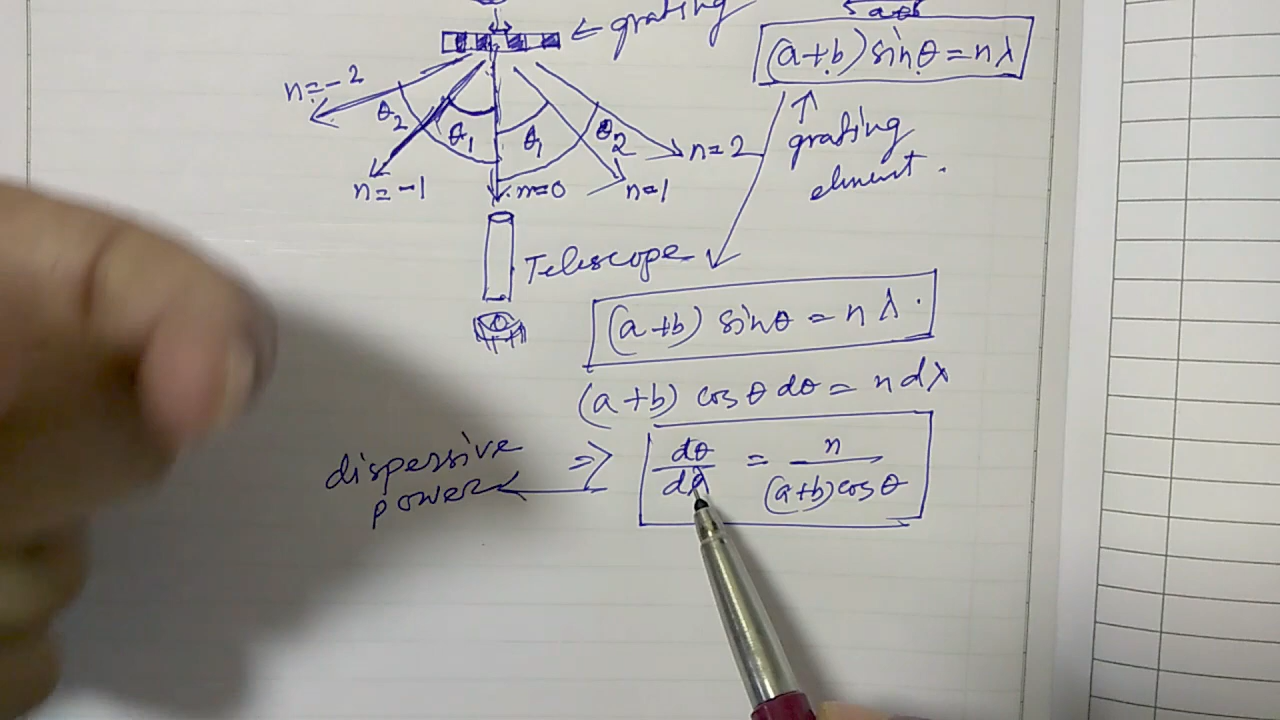 ← grating
a+b
(a+b) sinθ = nλ
n=-2
θ2
θ1
θ1
θ2
n=-1
n=0
n=1
n=2
grating
element.
Telescope
(a+b) sinθ = nλ.
(a+b) cosθ dθ = n dλ
dispersive
power
⇒ dθ/dλ = n/(a+b)cosθ